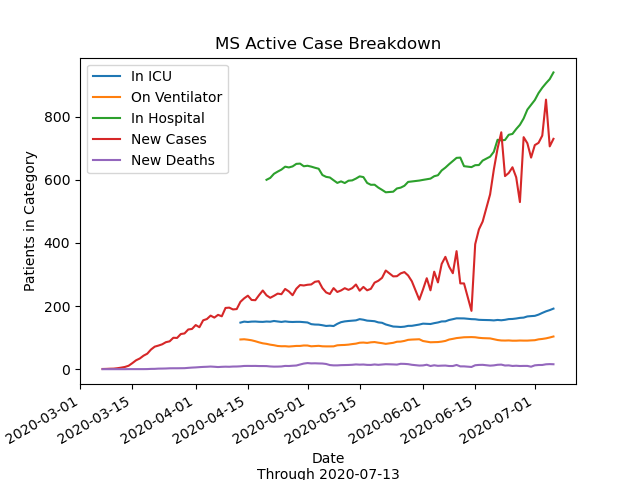 MS Active Case Breakdown
In ICU
On Ventilator
In Hospital
New Cases
New Deaths
Patients in Category
800
600
400
200
0
2020-03-01
2020-03-15
2020-04-01
2020-04-15
2020-05-01
2020-05-15
2020-06-01
2020-06-15
2020-07-01
Date
Through 2020-07-13